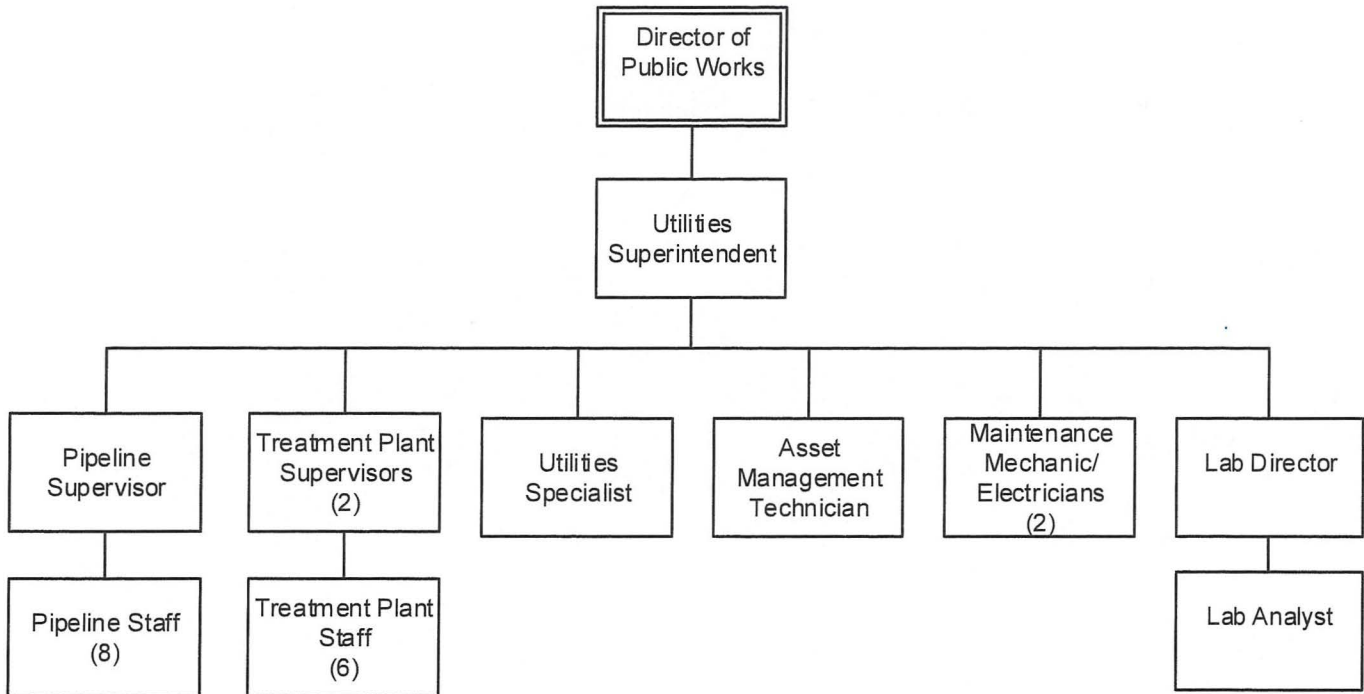 Director of
Public Works
Utilities
Superintendent
Pipeline
Supervisor
Treatment Plant
Supervisors
(2)
Utilities
Specialist
Asset
Management
Technician
Maintenance
Mechanic/
Electricians
(2)
Lab Director
Pipeline Staff
(8)
Treatment Plant
Staff
(6)
Lab Analyst